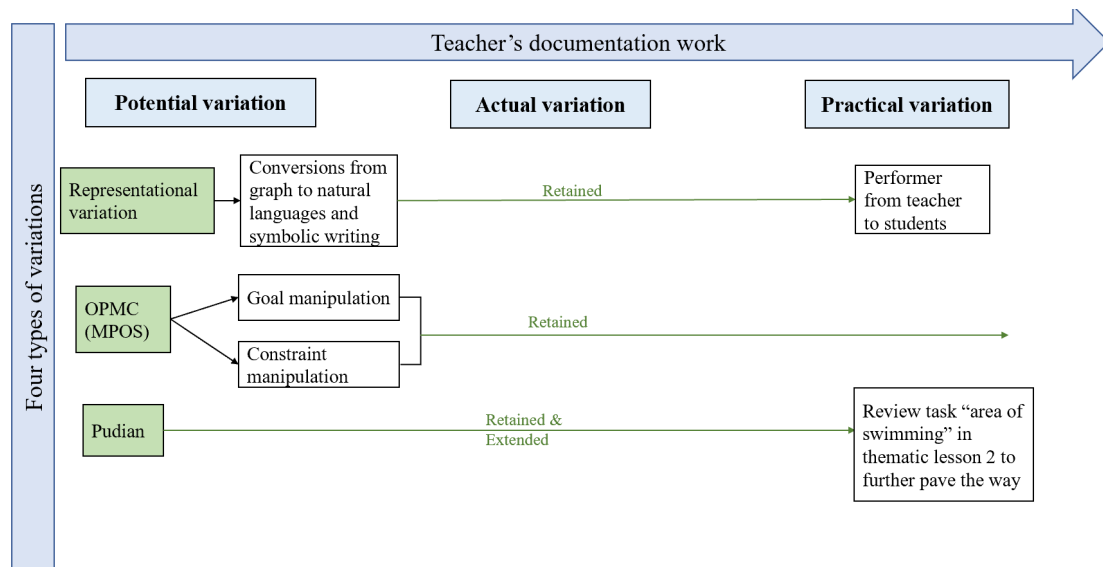 Teacher's documentation work
Four types of variations
Potential variation
Actual variation
Practical variation
Representational
variation
Conversions from
graph to natural
languages and
symbolic writing
Retained
Performer
from teacher
to students
OPMC
(MPOS)
Goal manipulation
Constraint
manipulation
Retained
Pudian
Retained &
Extended
Review task “area of
swimming” in
thematic lesson 2 to
further pave the way